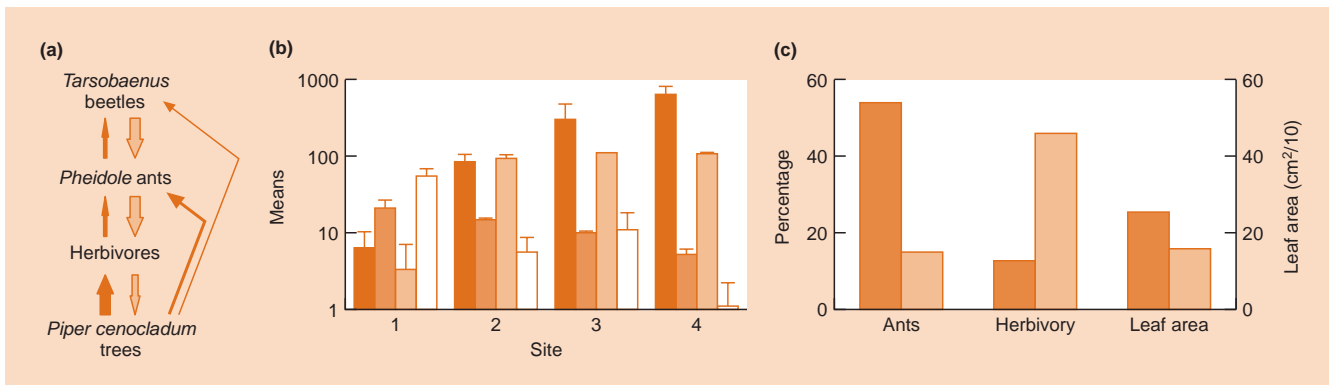 (a)
Tarsobaenus
beetles
Pheidole ants
Herbivores
Piper cenocladum
trees
(b)
1000
100
10
1
Means
1 2 3 4
Site
(c)
60
40
20
0
Percentage
60
40
20
0
Leaf area (cm²/10)
Ants Herbivory Leaf area